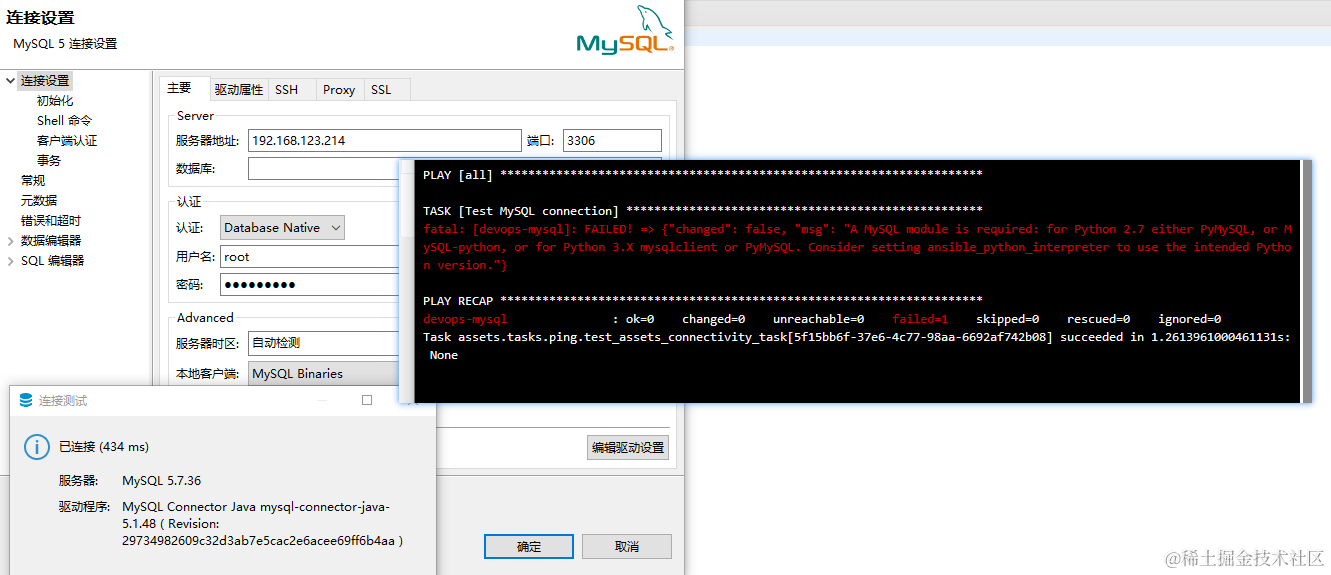 连接设置
MySQL 5 连接设置
MySQL®
连接设置
初始化
Shell 命令
客户端认证
事务
常规
元数据
错误和超时
数据编辑器
SQL 编辑器
主要 驱动属性 SSH Proxy SSL
Server
服务器地址: 192.168.123.214 端口: 3306
数据库:
认证
认证: Database Native
用户名: root
密码: ●●●●●●●●●
Advanced
服务器时区: 自动检测
本地客户端: MySQL Binaries
编辑驱动设置
确定 取消
PLAY [all] *********************************************************************
TASK [Test MySQL connection] ***************************************************
fatal: [devops-mysql]: FAILED! => {"changed": false, "msg": "A MySQL module is required: for Python 2.7 either PyMySQL, or M
ySQL-python, or for Python 3.X mysqlclient or PyMySQL. Consider setting ansible_python_interpreter to use the intended Pytho
n version."}
PLAY RECAP *********************************************************************
devops-mysql : ok=0 changed=0 unreachable=0 failed=1 skipped=0 rescued=0 ignored=0
Task assets.tasks.ping.test_assets_connectivity_task[5f15bb6f-37e6-4c77-98aa-6692af742b08] succeeded in 1.2613961000461131s:
None
连接测试
已连接 (434 ms)
服务器: MySQL 5.7.36
驱动程序: MySQL Connector Java mysql-connector-java-
5.1.48 ( Revision:
29734982609c32d3ab7e5cac2e6acee69ff6b4aa )
@稀土掘金技术社区